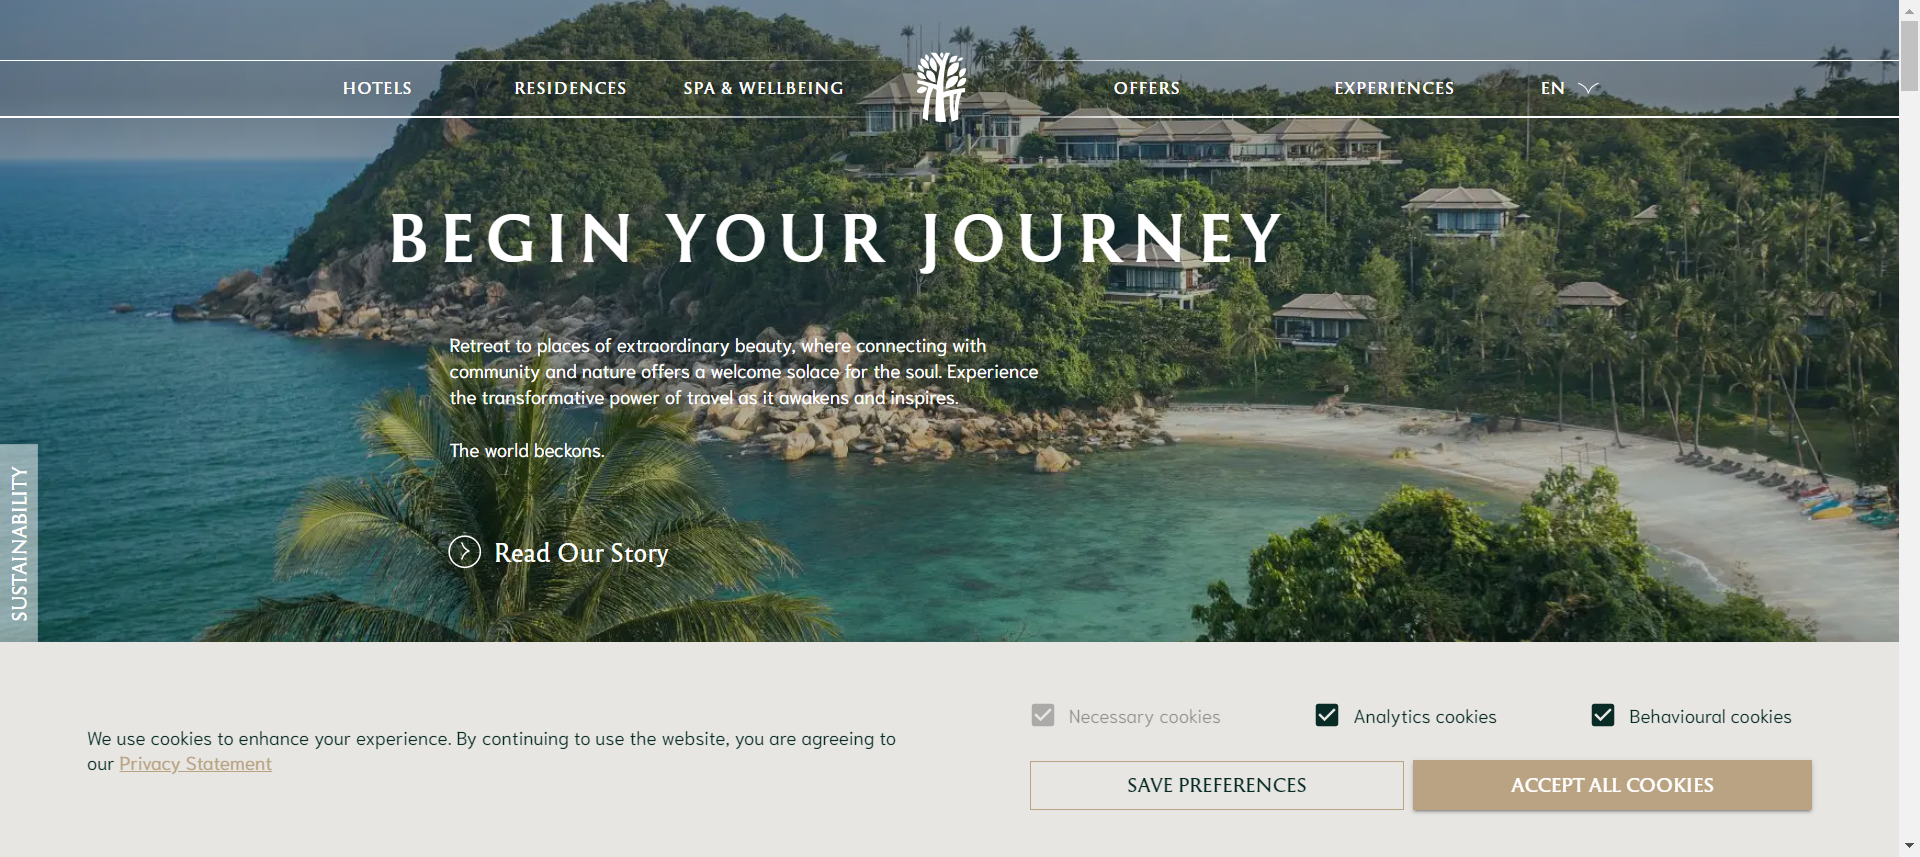 HOTELS
RESIDENCES
SPA & WELLBEING
OFFERS
EXPERIENCES
EN
BEGIN YOUR JOURNEY
Retreat to places of extraordinary beauty, where connecting with
community and nature offers a welcome solace for the soul. Experience
the transformative power of travel as it awakens and inspires.
The world beckons.
Read Our Story
SUSTAINABILITY
We use cookies to enhance your experience. By continuing to use the website, you are agreeing to
our Privacy Statement
Necessary cookies
Analytics cookies
Behavioural cookies
SAVE PREFERENCES
ACCEPT ALL COOKIES